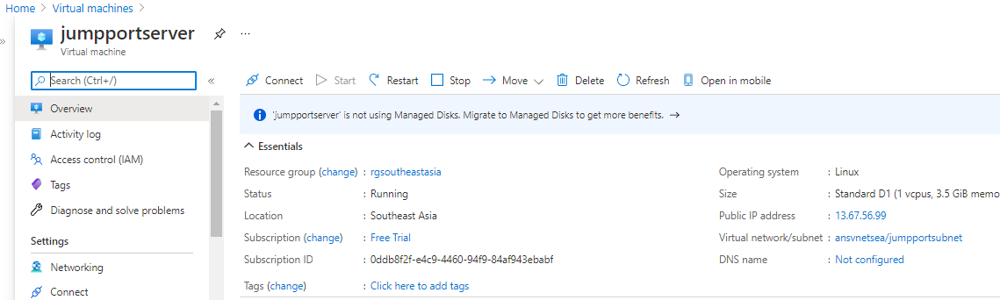 Home > Virtual machines >
»
jumpportserver ...
Virtual machine
Search (Ctrl+/) «
Connect Start Restart Stop Move Delete Refresh Open in mobile
Overview
Activity log
Access control (IAM)
Tags
Diagnose and solve problems
Settings
Networking
Connect
'jumpportserver' is not using Managed Disks. Migrate to Managed Disks to get more benefits. →
Essentials
Resource group (change) : rgsoutheastasia
Status : Running
Location : Southeast Asia
Subscription (change) : Free Trial
Subscription ID : 0ddb8f2f-e4c9-4460-94f9-84af943ebabf
Tags (change) : Click here to add tags
Operating system : Linux
Size : Standard D1 (1 vcpus, 3.5 GiB memo
Public IP address : 13.67.56.99
Virtual network/subnet : ansvnetsea/jumpportsubnet
DNS name : Not configured